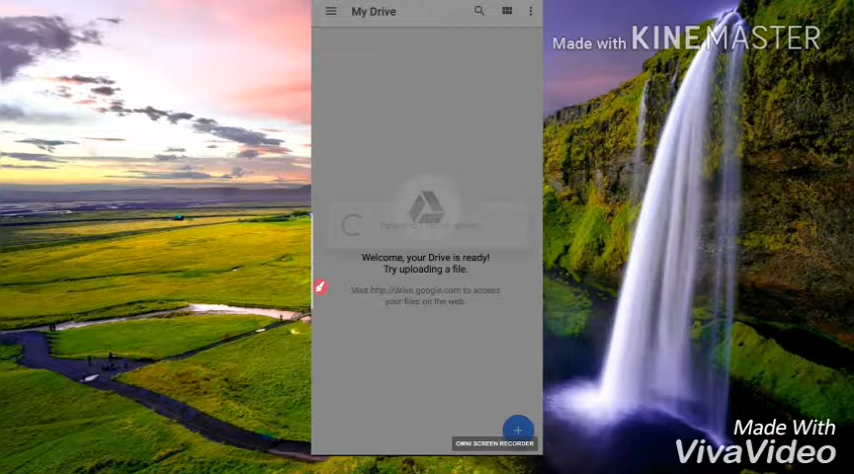 My Drive
Made with KINEMASTER
Welcome, your Drive is ready!
Try uploading a file.
Visit http://drive.google.com to access
your files on the web.
OMNI SCREEN RECORDER
Made With
VivaVideo